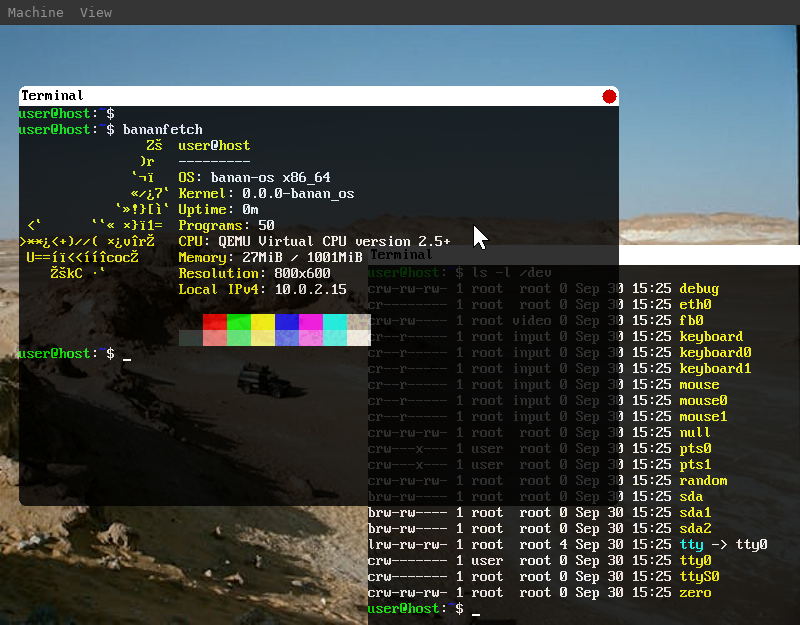 Machine View
Terminal
user@host:~$
user@host:~$ bananfetch
Zš user@host
)r ---------
`¬ï OS: banan-os x86_64
«/¿7` Kernel: 0.0.0-banan_os
`»!}[ì` Uptime: 0m
<` ``« ×}ï1= Programs: 50
>**¿<+)//( ×¿vîrŽ CPU: QEMU Virtual CPU version 2.5+
U==íï<<íííîcocŽ Memory: 27MiB / 1001MiB
ŽškC ·` Resolution: 800x600
Local IPv4: 10.0.2.15
user@host:~$ _
Terminal
user@host:~$ ls -l /dev
crw-rw---- 1 root root 0 Sep 30 15:25 debug
cr-------- 1 root root 0 Sep 30 15:25 eth0
crw-rw---- 1 root video 0 Sep 30 15:25 fb0
cr--r----- 1 root input 0 Sep 30 15:25 keyboard
cr--r----- 1 root input 0 Sep 30 15:25 keyboard0
cr--r----- 1 root input 0 Sep 30 15:25 keyboard1
cr--r----- 1 root input 0 Sep 30 15:25 mouse
cr--r----- 1 root input 0 Sep 30 15:25 mouse0
cr--r----- 1 root input 0 Sep 30 15:25 mouse1
crw-rw-rw- 1 root root 0 Sep 30 15:25 null
crw---x--- 1 user root 0 Sep 30 15:25 pts0
crw---x--- 1 user root 0 Sep 30 15:25 pts1
crw-rw-rw- 1 root root 0 Sep 30 15:25 random
brw-rw---- 1 root root 0 Sep 30 15:25 sda
brw-rw---- 1 root root 0 Sep 30 15:25 sda1
brw-rw---- 1 root root 0 Sep 30 15:25 sda2
lrw-rw-rw- 1 root root 4 Sep 30 15:25 tty -> tty0
crw------- 1 user root 0 Sep 30 15:25 tty0
crw------- 1 root root 0 Sep 30 15:25 ttyS0
crw-rw-rw- 1 root root 0 Sep 30 15:25 zero
user@host:~$ _